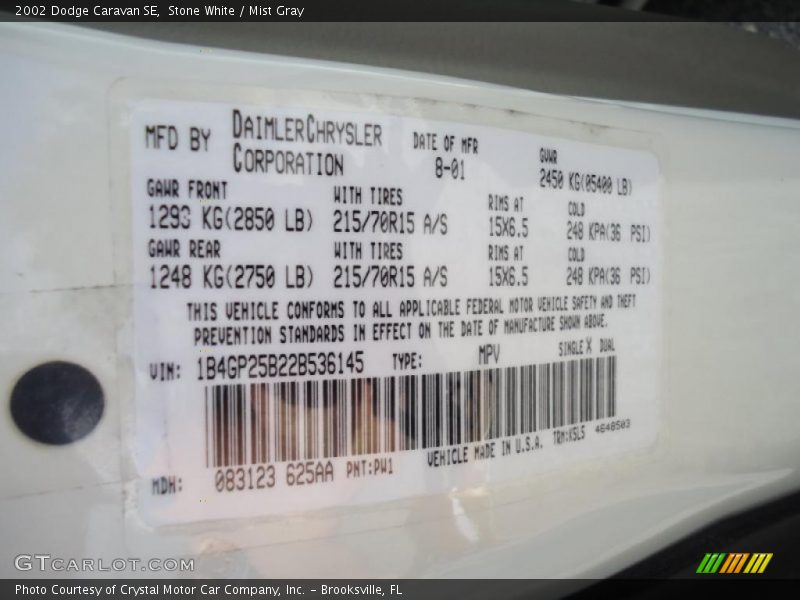 2002 Dodge Caravan SE, Stone White / Mist Gray
MFD BY DAIMLERCHRYSLER CORPORATION
DATE OF MFR 8-01
GVWR 2450 KG(05400 LB)
GAWR FRONT WITH TIRES RIMS AT COLD
1293 KG(2850 LB) 215/70R15 A/S 15X6.5 248 KPA(36 PSI)
GAWR REAR WITH TIRES RIMS AT COLD
1248 KG(2750 LB) 215/70R15 A/S 15X6.5 248 KPA(36 PSI)
THIS VEHICLE CONFORMS TO ALL APPLICABLE FEDERAL MOTOR VEHICLE SAFETY AND THEFT
PREVENTION STANDARDS IN EFFECT ON THE DATE OF MANUFACTURE SHOWN ABOVE.
VIN: 1B4GP25B22B536145 TYPE: MPV SINGLE X DUAL
MDH: 083123 625AA PNT:PW1 VEHICLE MADE IN U.S.A. TRM:K5L5 4648503
GTCARLOT.COM
Photo Courtesy of Crystal Motor Car Company, Inc. – Brooksville, FL